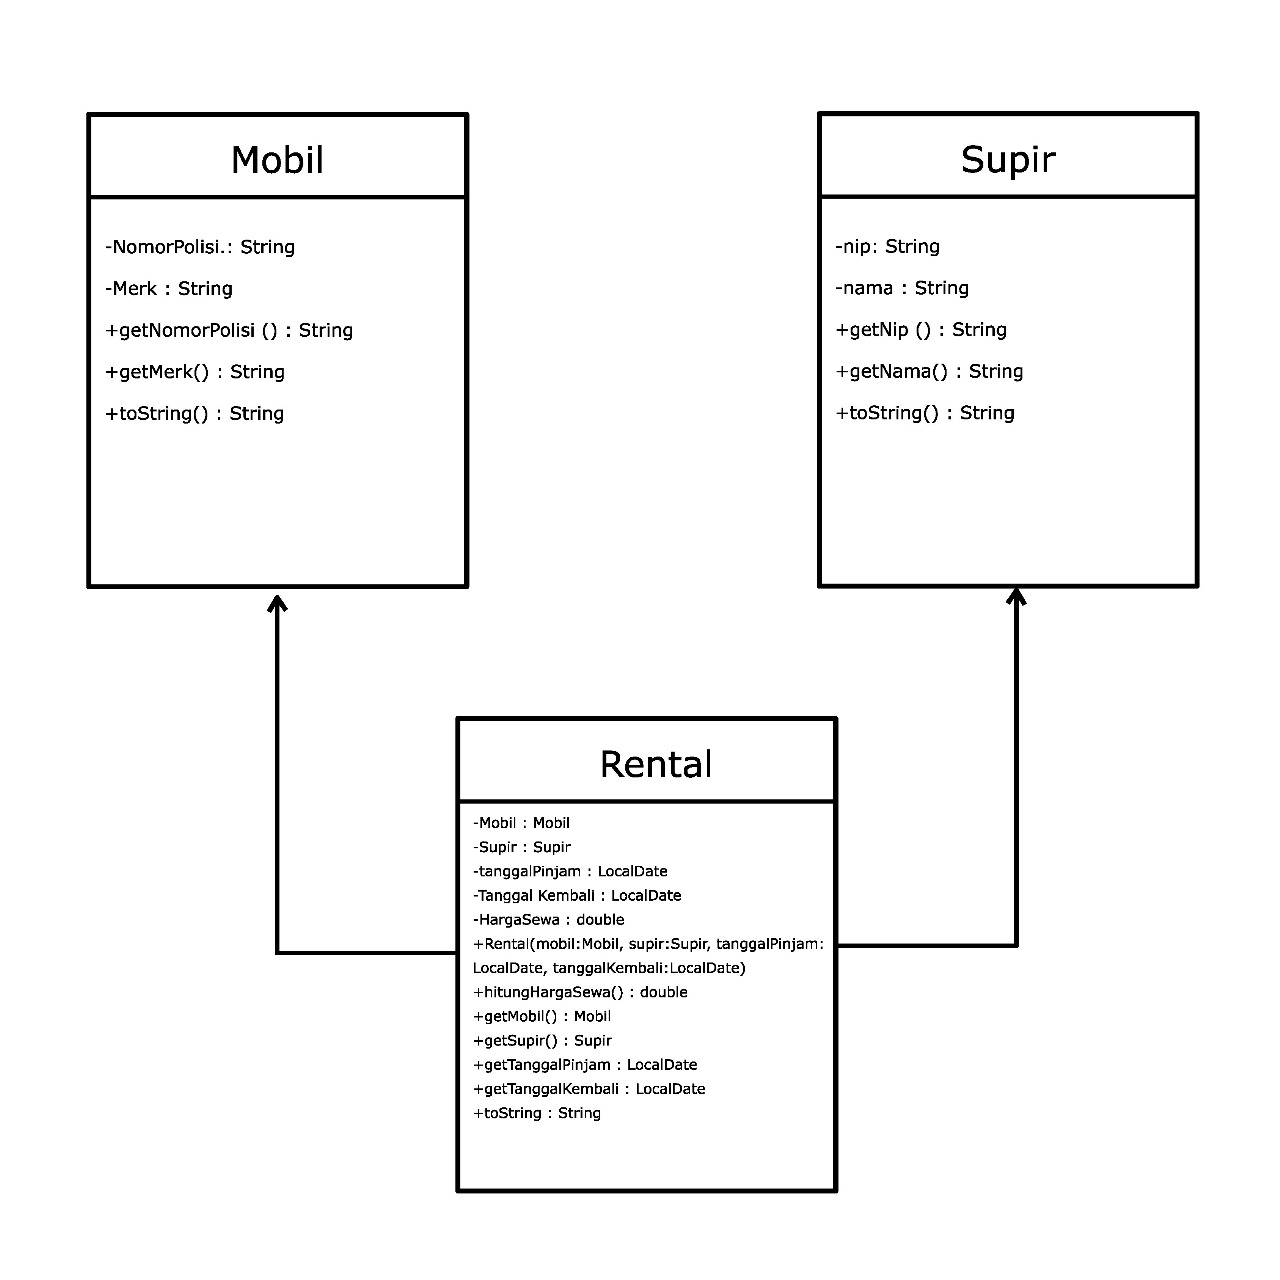 Mobil
-NomorPolisi.: String
-Merk : String
+getNomorPolisi () : String
+getMerk() : String
+toString() : String
Supir
-nip: String
-nama : String
+getNip () : String
+getNama() : String
+toString() : String
Rental
-Mobil : Mobil
-Supir : Supir
-tanggalPinjam : LocalDate
-Tanggal Kembali : LocalDate
-HargaSewa : double
+Rental(mobil:Mobil, supir:Supir, tanggalPinjam:
LocalDate, tanggalKembali:LocalDate)
+hitungHargaSewa() : double
+getMobil() : Mobil
+getSupir() : Supir
+getTanggalPinjam : LocalDate
+getTanggalKembali : LocalDate
+toString : String